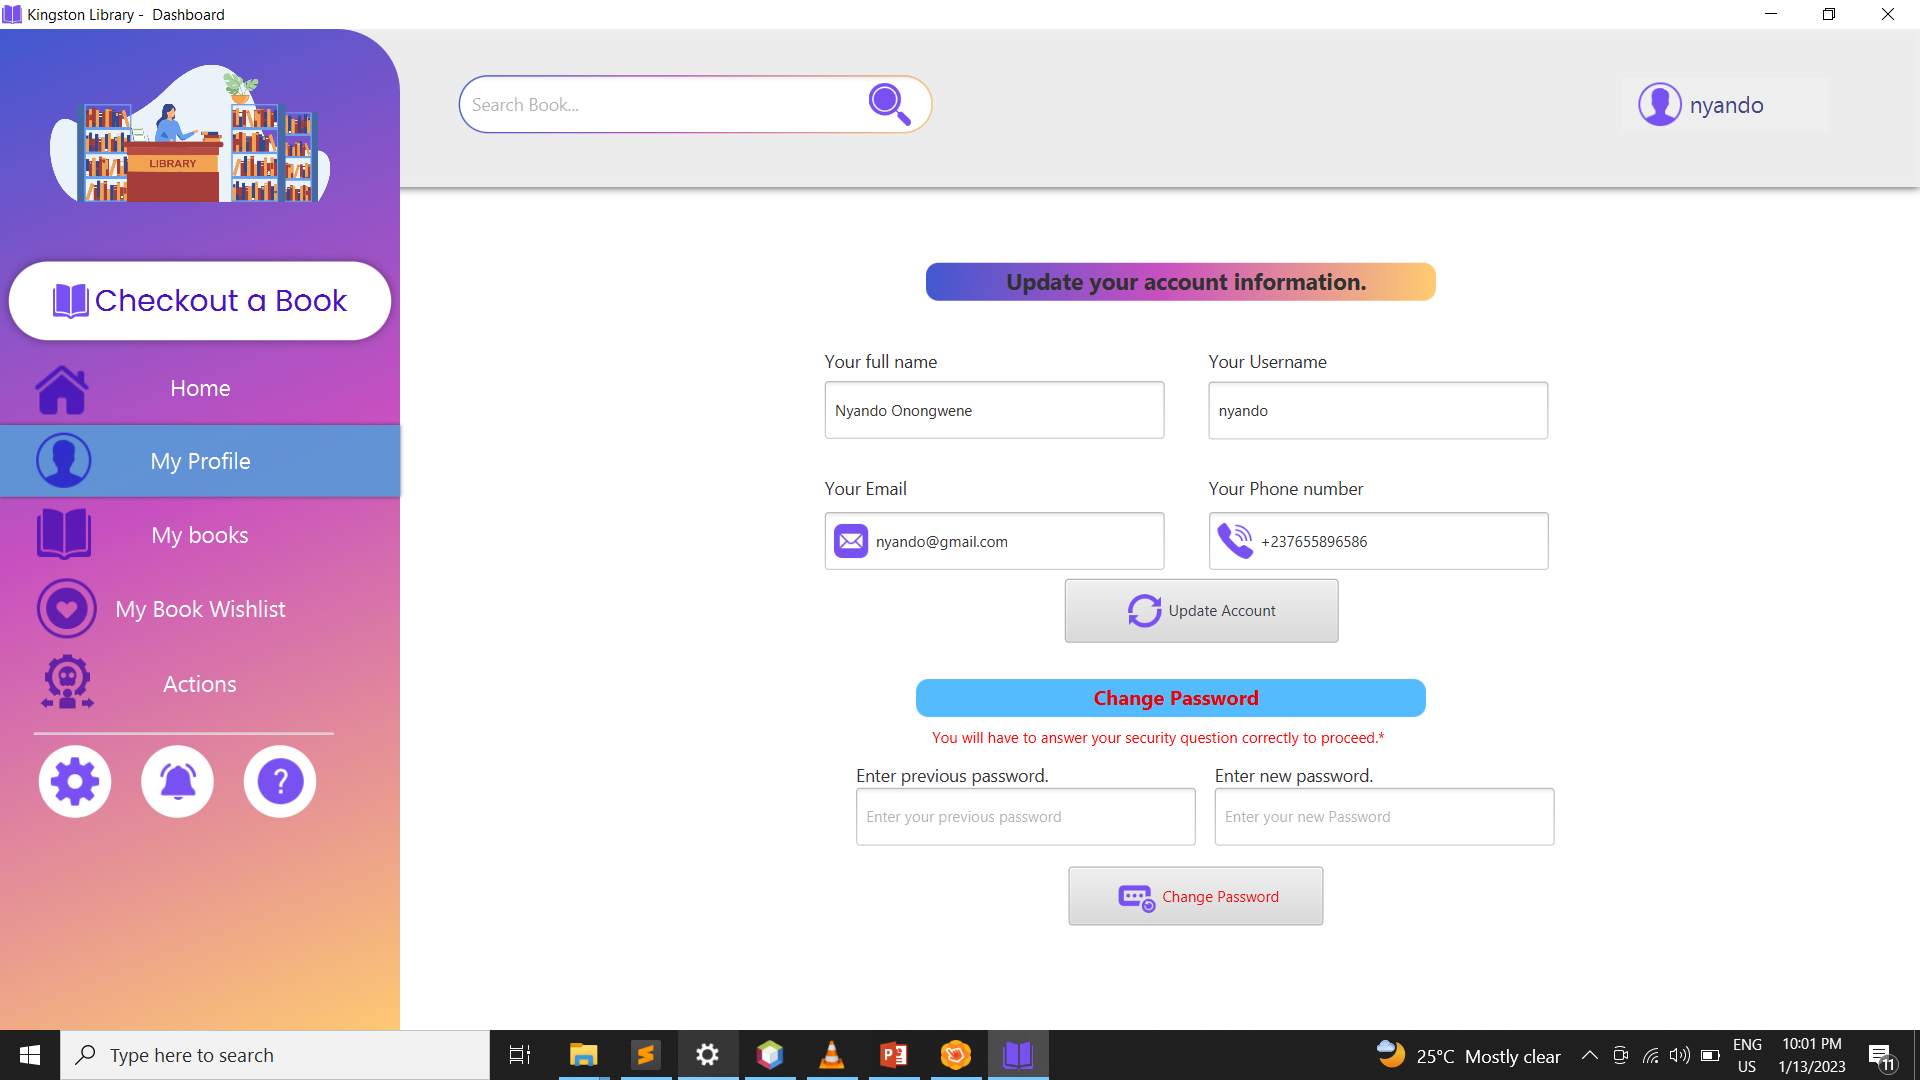 Kingston Library - Dashboard
Search Book...
nyando
LIBRARY
Checkout a Book
Home
My Profile
My books
My Book Wishlist
Actions
?
Update your account information.
Your full name
Your Username
Nyando Onongwene
nyando
Your Email
Your Phone number
nyando@gmail.com
+237655896586
Update Account
Change Password
You will have to answer your security question correctly to proceed.*
Enter previous password.
Enter new password.
Enter your previous password
Enter your new Password
Change Password
Type here to search
25°C Mostly clear
ENG
US
10:01 PM
1/13/2023
11